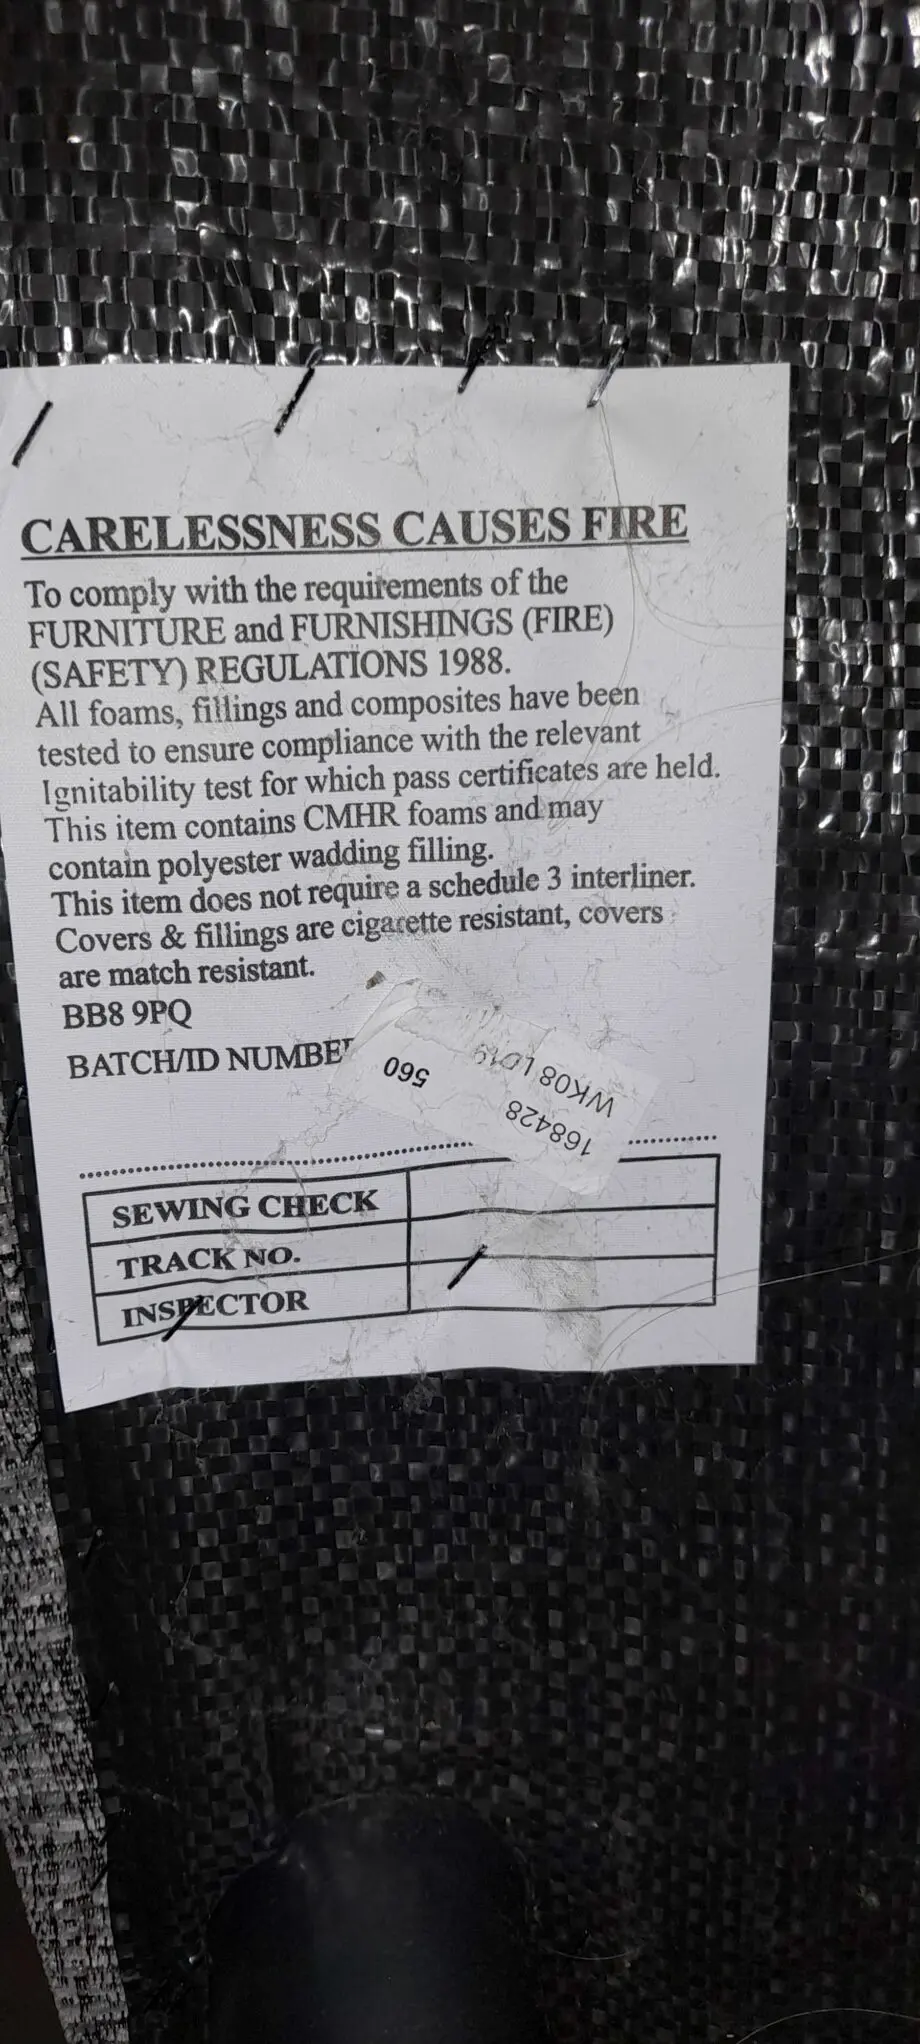 CARELESSNESS CAUSES FIRE
To comply with the requirements of the
FURNITURE and FURNISHINGS (FIRE)
(SAFETY) REGULATIONS 1988.
All foams, fillings and composites have been
tested to ensure compliance with the relevant
Ignitability test for which pass certificates are held.
This item contains CMHR foams and may
contain polyester wadding filling.
This item does not require a schedule 3 interliner.
Covers & fillings are cigarette resistant, covers
are match resistant.
BB8 9PQ
BATCH/ID NUMBER
168428
WK08
560
SEWING CHECK
TRACK NO.
INSPECTOR